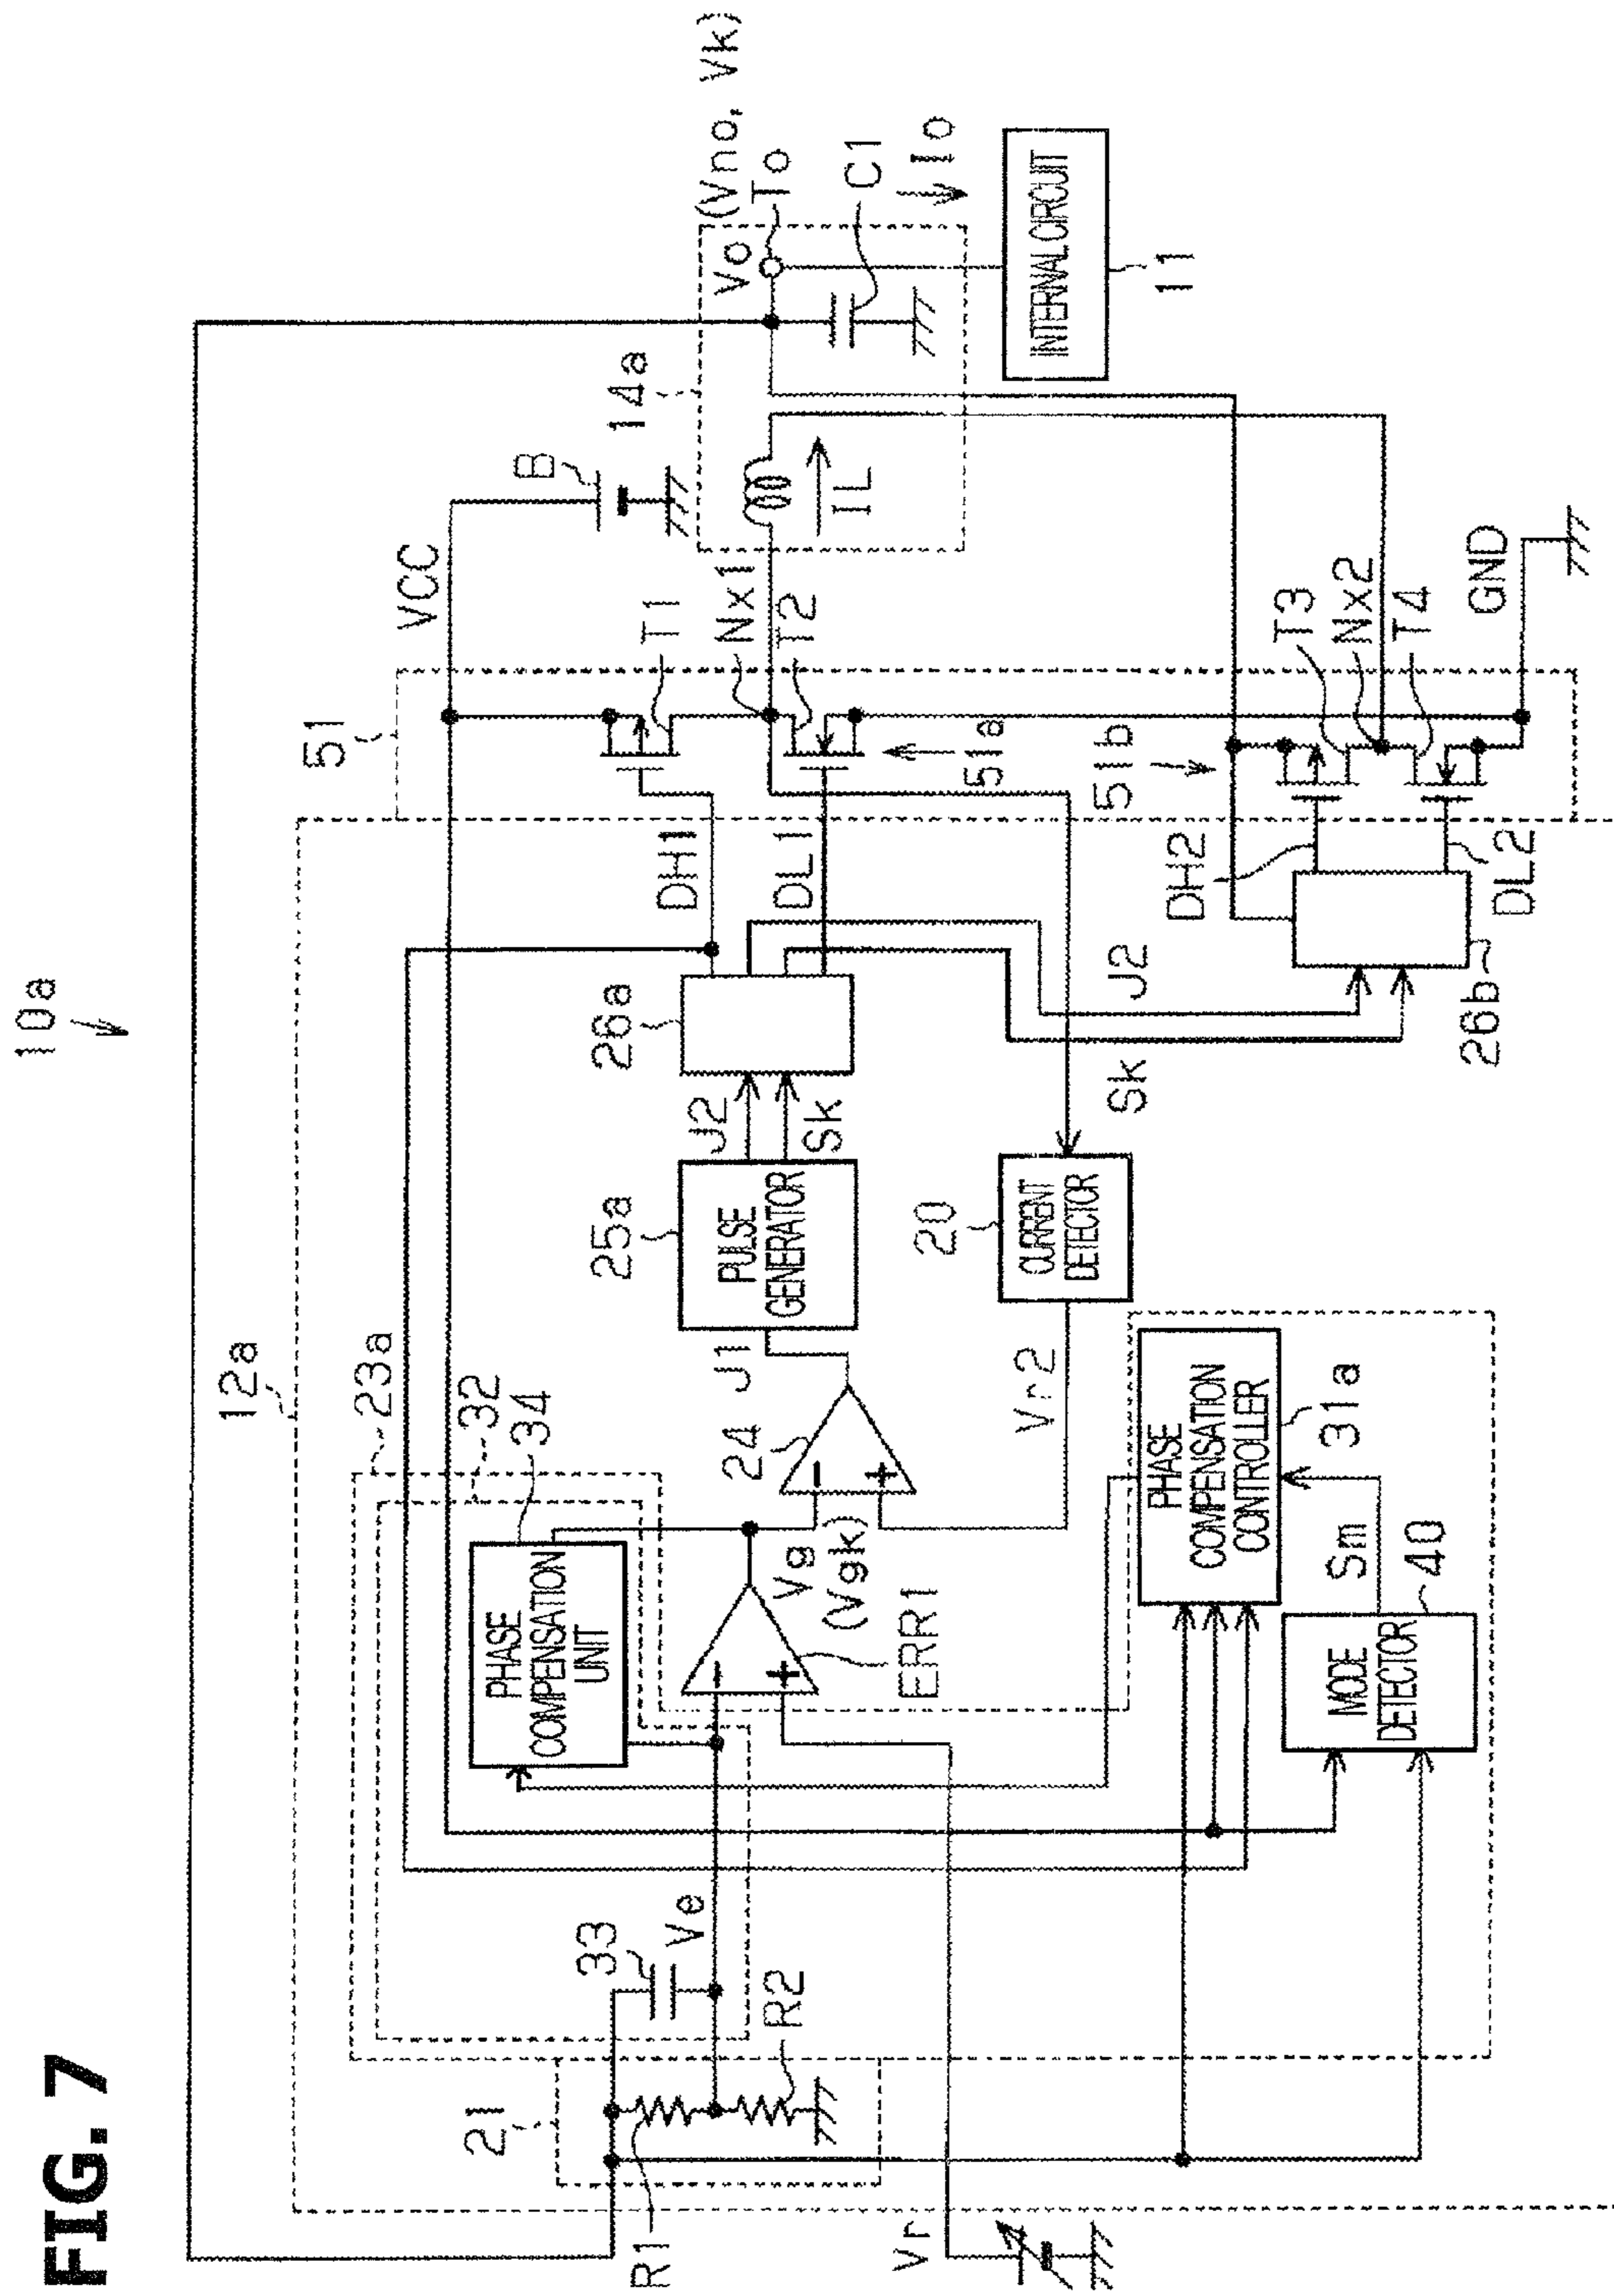 FIG. 7
10a
12a
23a
32
34
PHASE
COMPENSATION
UNIT
21
R1
R2
33
Ve
Vr
ERR1
Vg
(Vgk)
24
J1
25a
PULSE
GENERATOR
J2
Sk
26a
DH1
DL1
51
VCC
B
T1
Nx1
T2
51a
51b
14a
IL
Vo
(Vno, Vk)
To
C1
Io
INTERNAL CIRCUIT
11
20
CURRENT
DETECTOR
Vr2
Sk
J2
PHASE
COMPENSATION
CONTROLLER
31a
Sm
40
MODE
DETECTOR
DH2
DL2
26b
T3
Nx2
T4
GND